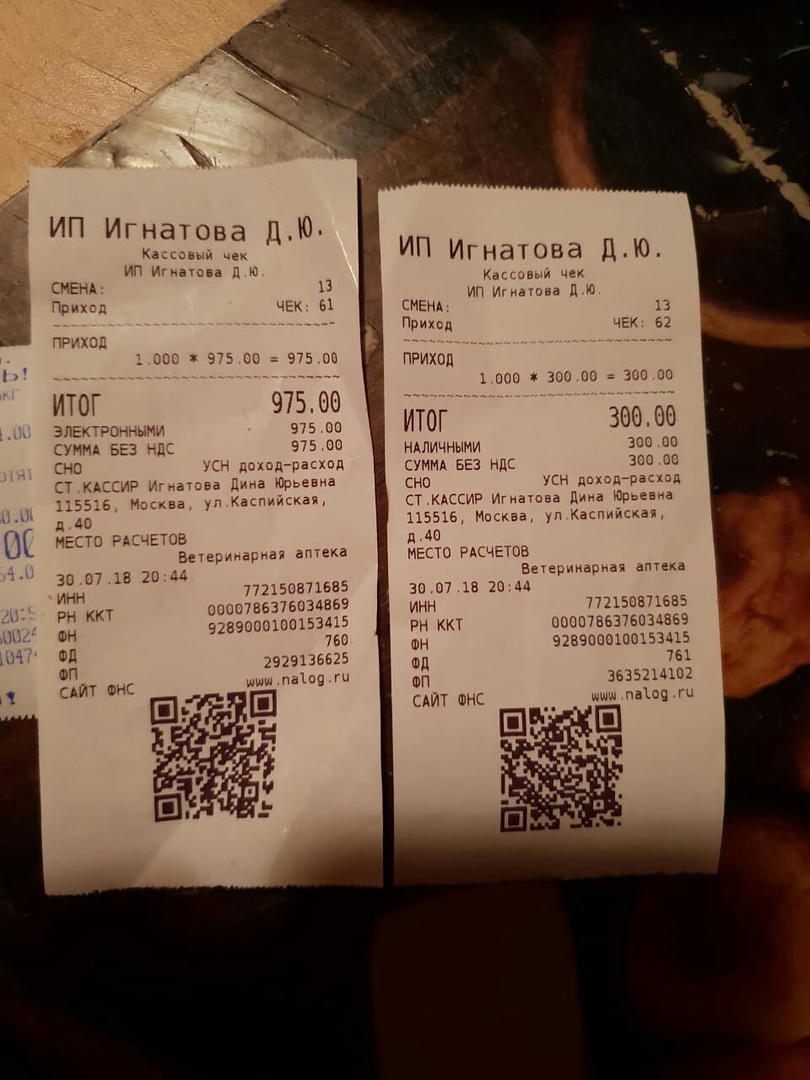 ИП Игнатова Д.Ю.
Кассовый чек
ИП Игнатова Д.Ю.
СМЕНА: 13
Приход ЧЕК: 61
ПРИХОД
1.000 * 975.00 = 975.00
ИТОГ 975.00
ЭЛЕКТРОННЫМИ 975.00
СУММА БЕЗ НДС 975.00
СНО УСН доход-расход
СТ.КАССИР Игнатова Дина Юрьевна
115516, Москва, ул.Каспийская,
д.40
МЕСТО РАСЧЕТОВ
Ветеринарная аптека
30.07.18 20:44
ИНН 772150871685
РН ККТ 0000786376034869
ФН 9289000100153415
ФД 760
ФП 2929136625
САЙТ ФНС www.nalog.ru
ИП Игнатова Д.Ю.
Кассовый чек
ИП Игнатова Д.Ю.
СМЕНА: 13
Приход ЧЕК: 62
ПРИХОД
1.000 * 300.00 = 300.00
ИТОГ 300.00
НАЛИЧНЫМИ 300.00
СУММА БЕЗ НДС 300.00
СНО УСН доход-расход
СТ.КАССИР Игнатова Дина Юрьевна
115516, Москва, ул.Каспийская,
д.40
МЕСТО РАСЧЕТОВ
Ветеринарная аптека
30.07.18 20:44
ИНН 772150871685
РН ККТ 0000786376034869
ФН 9289000100153415
ФД 761
ФП 3635214102
САЙТ ФНС www.nalog.ru